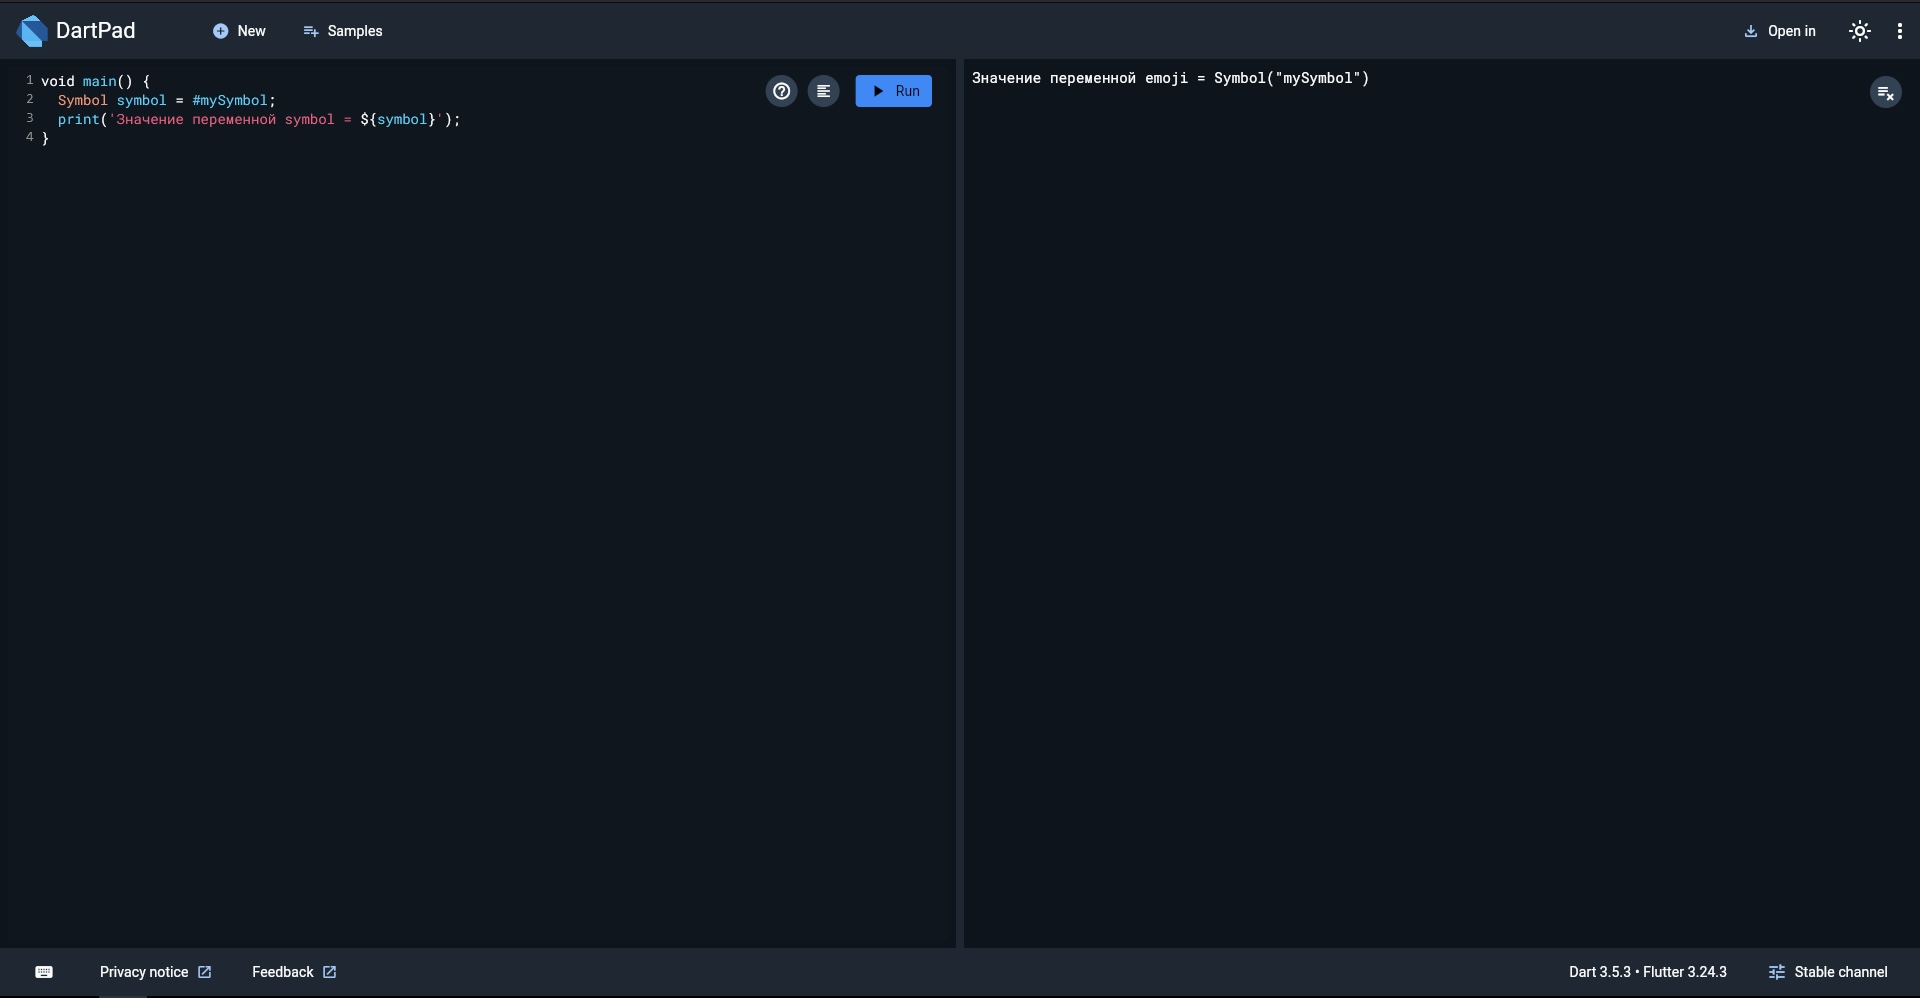 DartPad
New
Samples
Open in
1 void main() {
2   Symbol symbol = #mySymbol;
3   print('Значение переменной symbol = ${symbol}');
4 }
Run
Значение переменной emoji = Symbol("mySymbol")
Privacy notice
Feedback
Dart 3.5.3 • Flutter 3.24.3
Stable channel